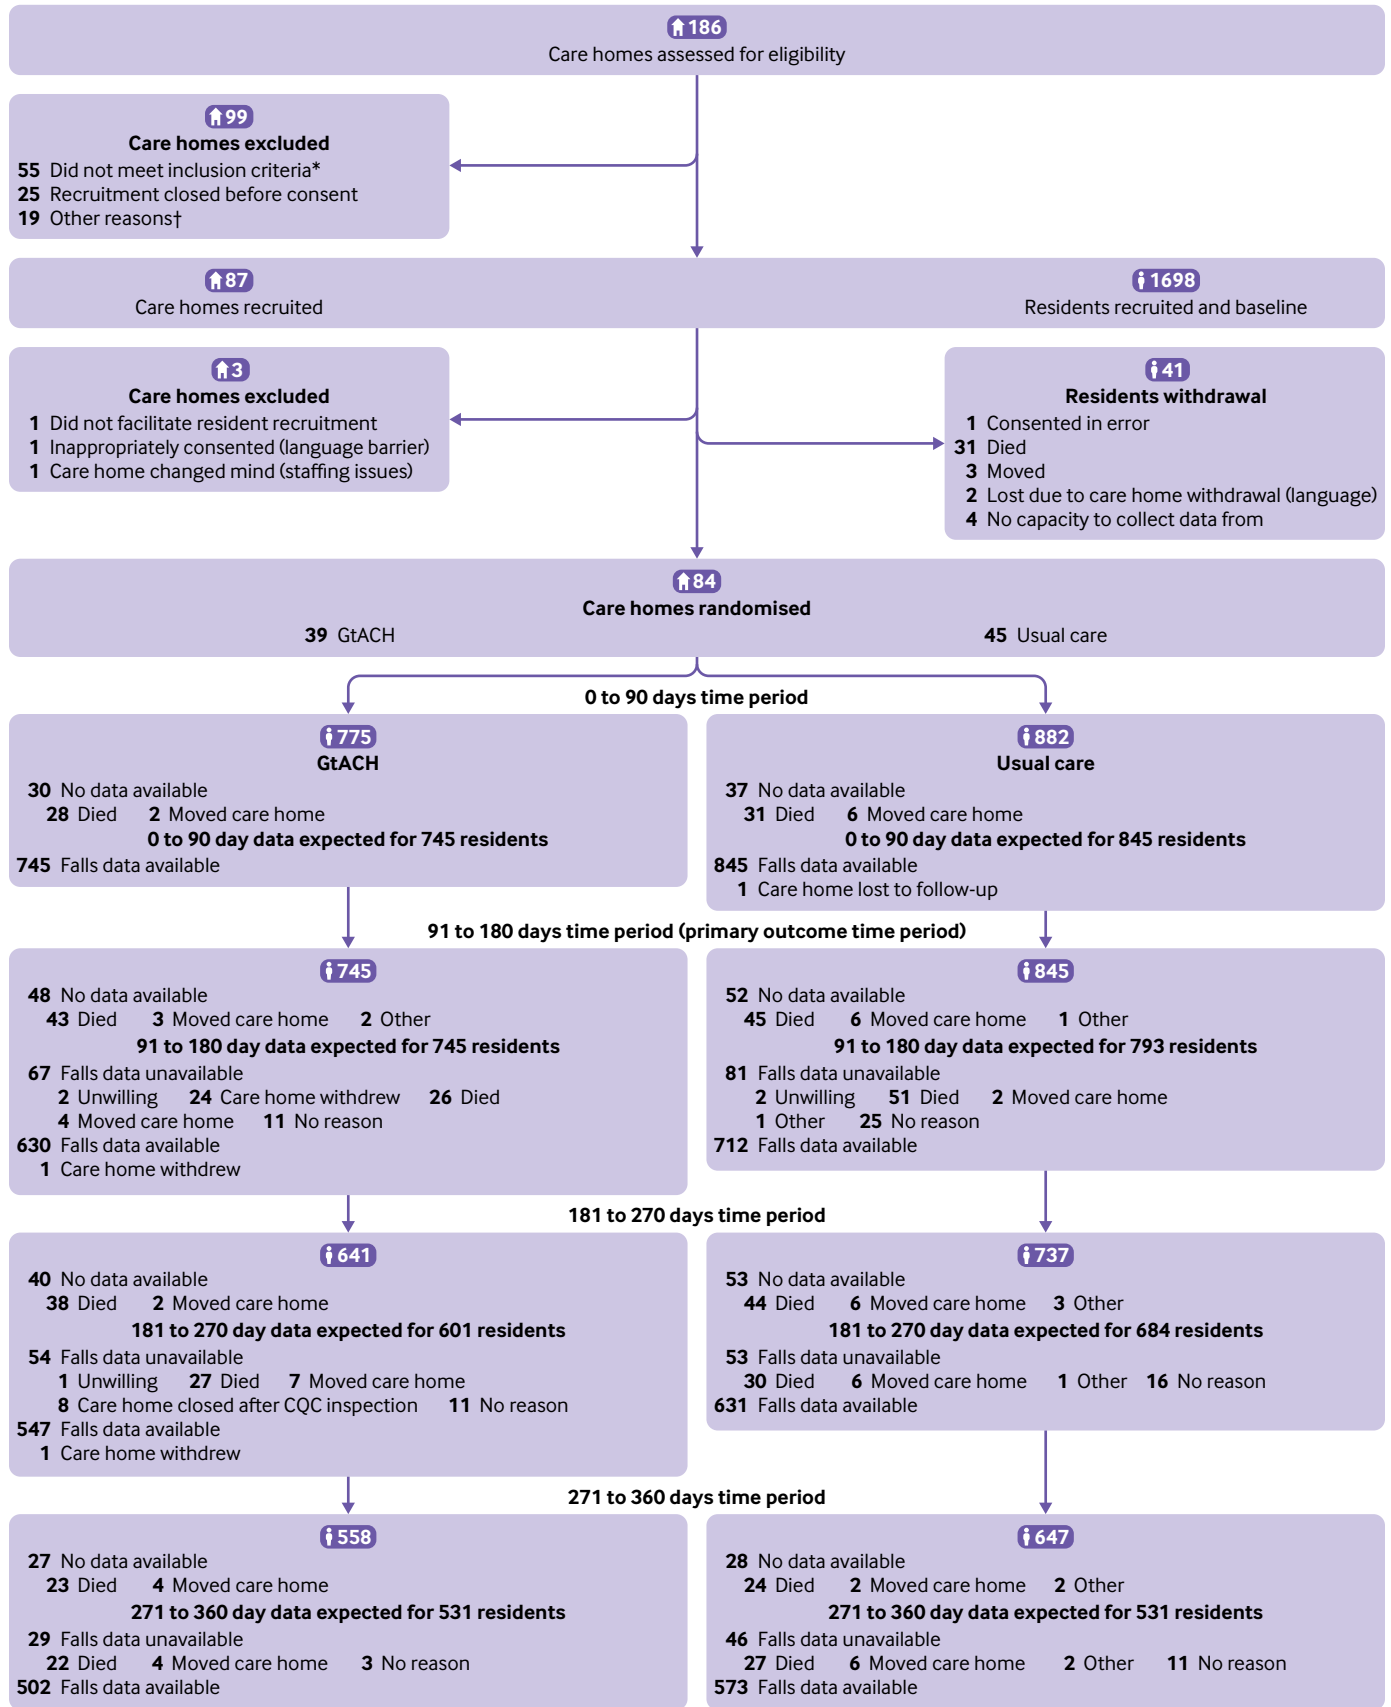 186
Care homes assessed for eligibility
99
Care homes excluded
55 Did not meet inclusion criteria*
25 Recruitment closed before consent
19 Other reasons†
87
Care homes recruited
1698
Residents recruited and baseline
3
Care homes excluded
1 Did not facilitate resident recruitment
1 Inappropriately consented (language barrier)
1 Care home changed mind (staffing issues)
41
Residents withdrawal
1 Consented in error
31 Died
3 Moved
2 Lost due to care home withdrawal (language)
4 No capacity to collect data from
84
Care homes randomised
39 GtACH
45 Usual care
0 to 90 days time period
775
GtACH
30 No data available
28 Died 2 Moved care home
0 to 90 day data expected for 745 residents
745 Falls data available
882
Usual care
37 No data available
31 Died 6 Moved care home
0 to 90 day data expected for 845 residents
845 Falls data available
1 Care home lost to follow-up
91 to 180 days time period (primary outcome time period)
745
48 No data available
43 Died 3 Moved care home 2 Other
91 to 180 day data expected for 745 residents
67 Falls data unavailable
2 Unwilling 24 Care home withdrew 26 Died
4 Moved care home 11 No reason
630 Falls data available
1 Care home withdrew
845
52 No data available
45 Died 6 Moved care home 1 Other
91 to 180 day data expected for 793 residents
81 Falls data unavailable
2 Unwilling 51 Died 2 Moved care home
1 Other 25 No reason
712 Falls data available
181 to 270 days time period
641
40 No data available
38 Died 2 Moved care home
181 to 270 day data expected for 601 residents
54 Falls data unavailable
1 Unwilling 27 Died 7 Moved care home
8 Care home closed after CQC inspection 11 No reason
547 Falls data available
1 Care home withdrew
737
53 No data available
44 Died 6 Moved care home 3 Other
181 to 270 day data expected for 684 residents
53 Falls data unavailable
30 Died 6 Moved care home 1 Other 16 No reason
631 Falls data available
271 to 360 days time period
558
27 No data available
23 Died 4 Moved care home
271 to 360 day data expected for 531 residents
29 Falls data unavailable
22 Died 4 Moved care home 3 No reason
502 Falls data available
647
28 No data available
24 Died 2 Moved care home 2 Other
271 to 360 day data expected for 531 residents
46 Falls data unavailable
27 Died 6 Moved care home 2 Other 11 No reason
573 Falls data available